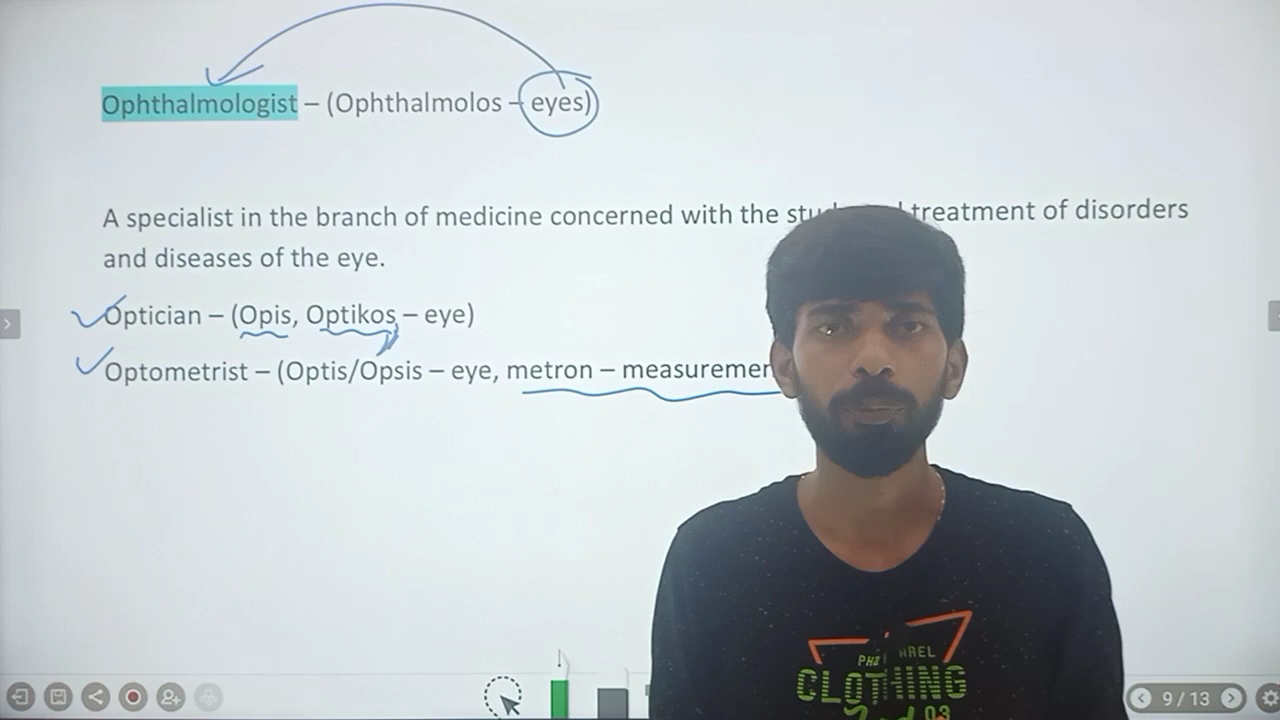 Ophthalmologist – (Ophthalmolos – eyes)
A specialist in the branch of medicine concerned with the treatment of disorders
and diseases of the eye.
Optician – (Opis, Optikos – eye)
Optometrist – (Optis/Opsis – eye, metron –
CLOTHING
03
9 / 13